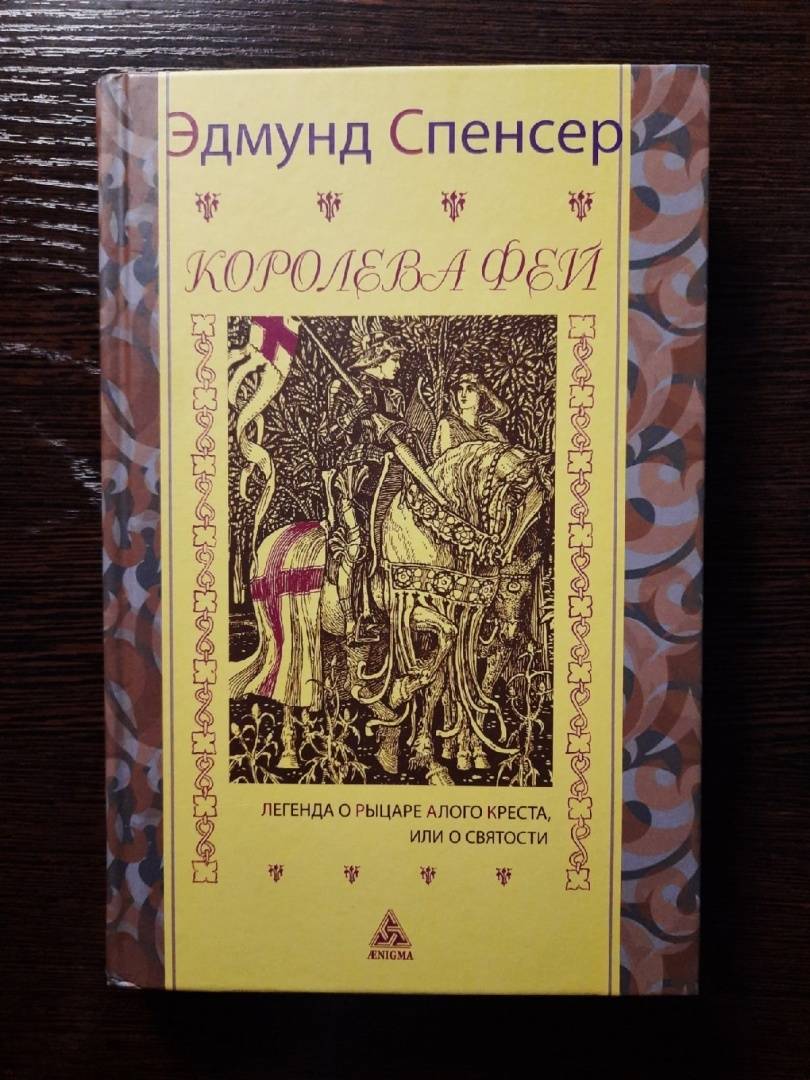 Эдмунд Спенсер
КОРОЛЕВА ФЕЙ
ЛЕГЕНДА О РЫЦАРЕ АЛОГО КРЕСТА,
ИЛИ О СВЯТОСТИ
ÆNIGMA